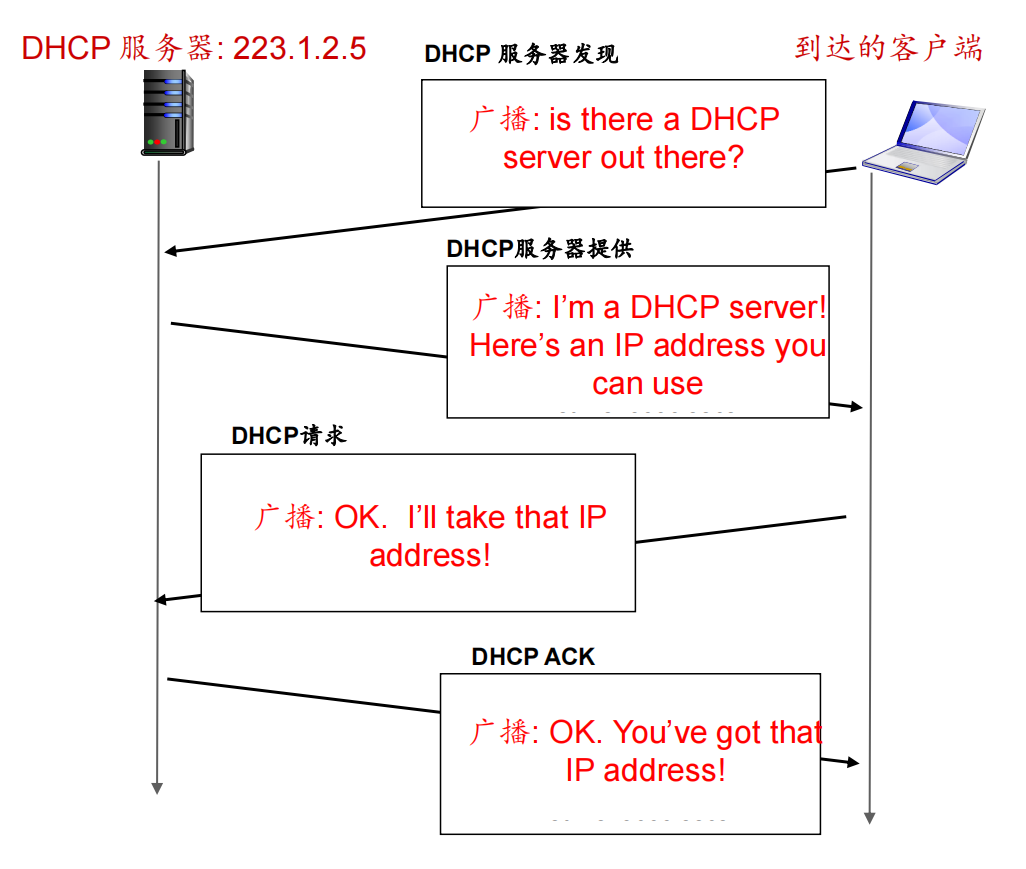 DHCP 服务器: 223.1.2.5
DHCP 服务器发现
到达的客户端
广播: is there a DHCP
server out there?
DHCP服务器提供
广播: I’m a DHCP server!
Here’s an IP address you
can use
DHCP请求
广播: OK.  I’ll take that IP
address!
DHCP ACK
广播: OK. You’ve got that
IP address!